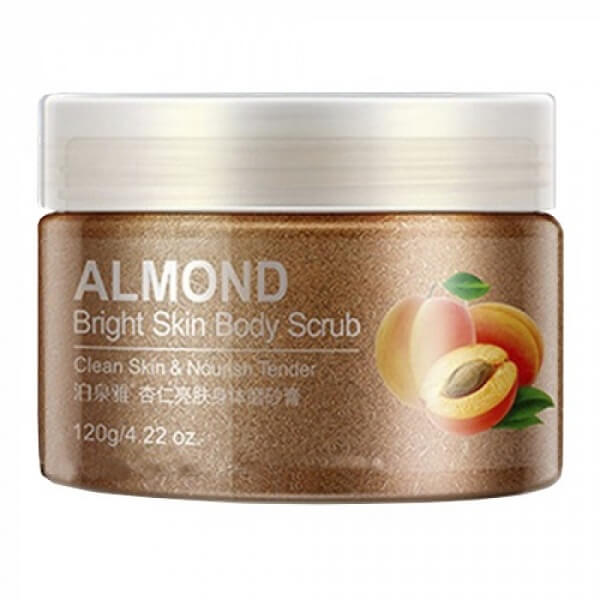 ALMOND
Bright Skin Body Scrub
Clean Skin & Nourish Tender
泊泉雅® 杏仁亮肤身体磨砂膏
120g/4.22 oz.